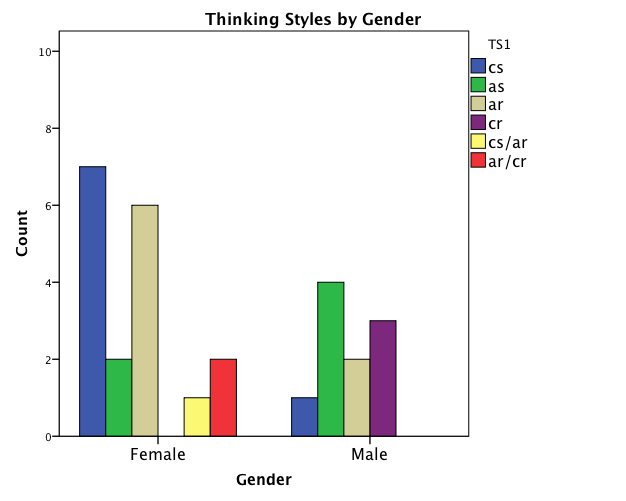 Thinking Styles by Gender
TS1
cs
as
ar
cr
cs/ar
ar/cr
10
8
6
4
2
0
Count
Female
Male
Gender